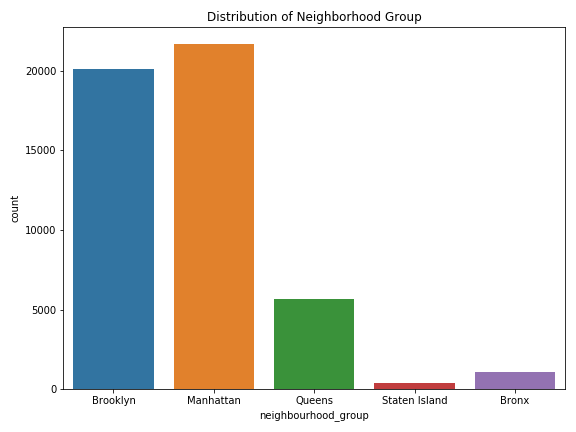 Distribution of Neighborhood Group
count
20000
15000
10000
5000
0
Brooklyn Manhattan Queens Staten Island Bronx
neighbourhood_group